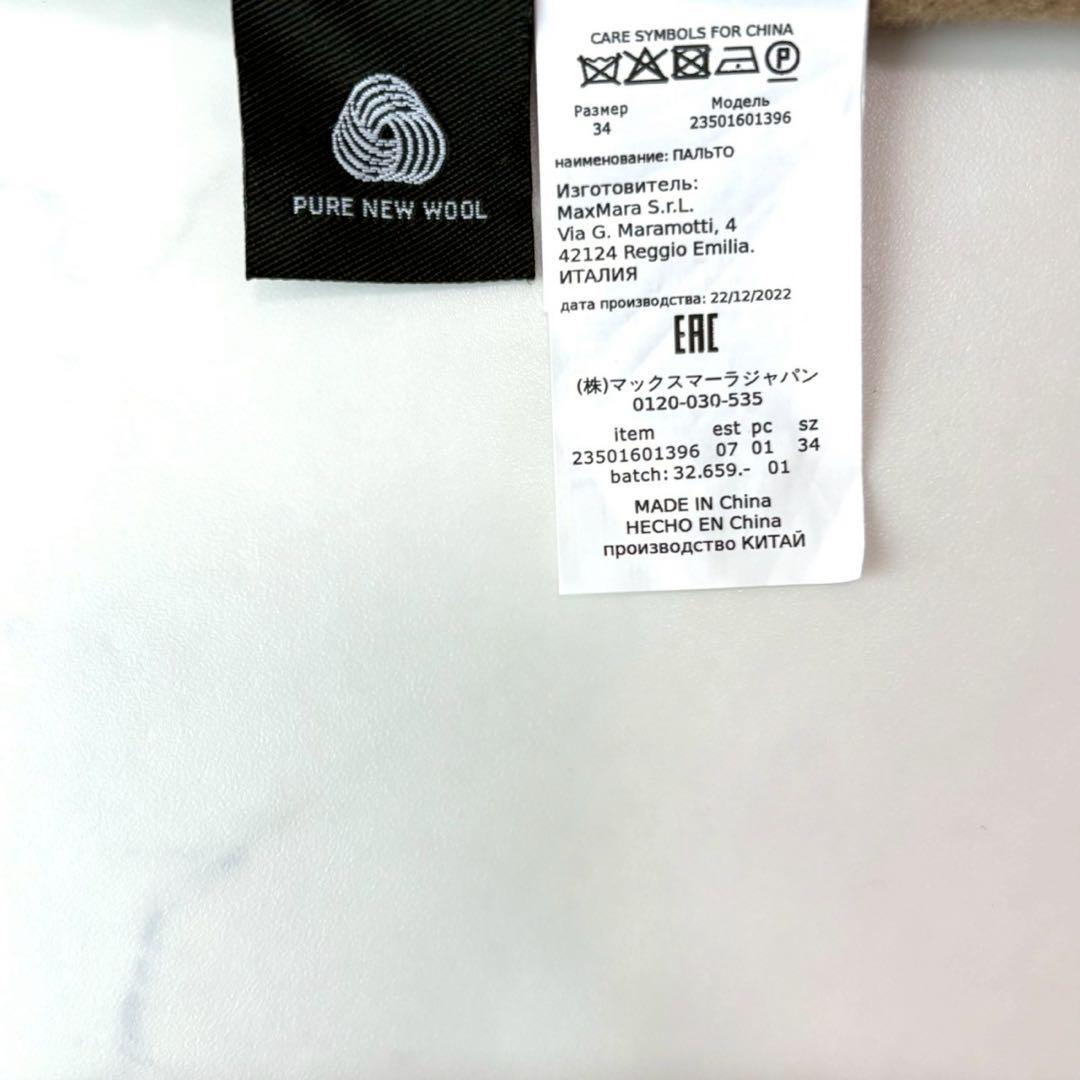 PURE NEW WOOL
CARE SYMBOLS FOR CHINA
P
Размер Модель
34 23501601396
наименование: ПАЛЬТО
Изготовитель:
MaxMara S.r.L.
Via G. Maramotti, 4
42124 Reggio Emilia.
ИТАЛИЯ
дата производства: 22/12/2022
EAC
(株)マックスマーラジャパン
0120-030-535
item est pc sz
23501601396 07 01 34
batch: 32.659.- 01
MADE IN China
HECHO EN China
производство КИТАЙ